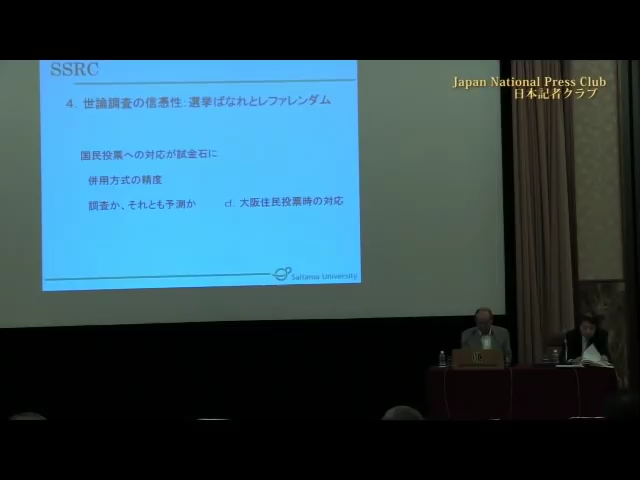 SSRC
Japan National Press Club
日本記者クラブ
4. 世論調査の信憑性：選挙ばなれとレファレンダム
国民投票への対応が試金石に
併用方式の精度
調査か、それとも予測か cf. 大阪住民投票時の対応
Saitama University